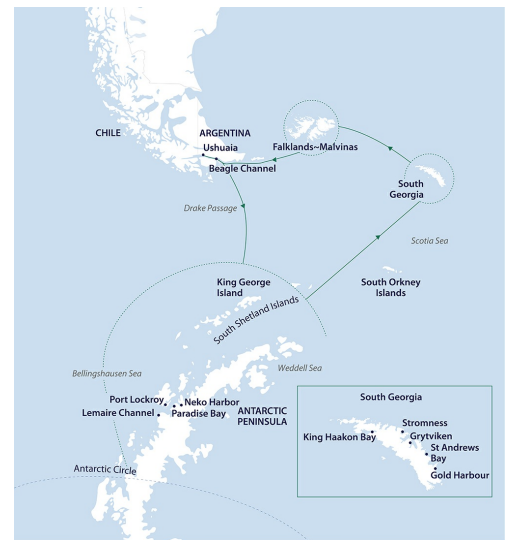 CHILE
ARGENTINA
Ushuaia
Beagle Channel
Falklands~Malvinas
South
Georgia
Drake Passage
Scotia Sea
King George
Island
South Shetland Islands
South Orkney
Islands
Bellingshausen Sea
Weddell Sea
Port Lockroy
Neko Harbor
Lemaire Channel
Paradise Bay
ANTARCTIC
PENINSULA
Antarctic Circle
South Georgia
Stromness
King Haakon Bay
Grytviken
St Andrews
Bay
Gold Harbour